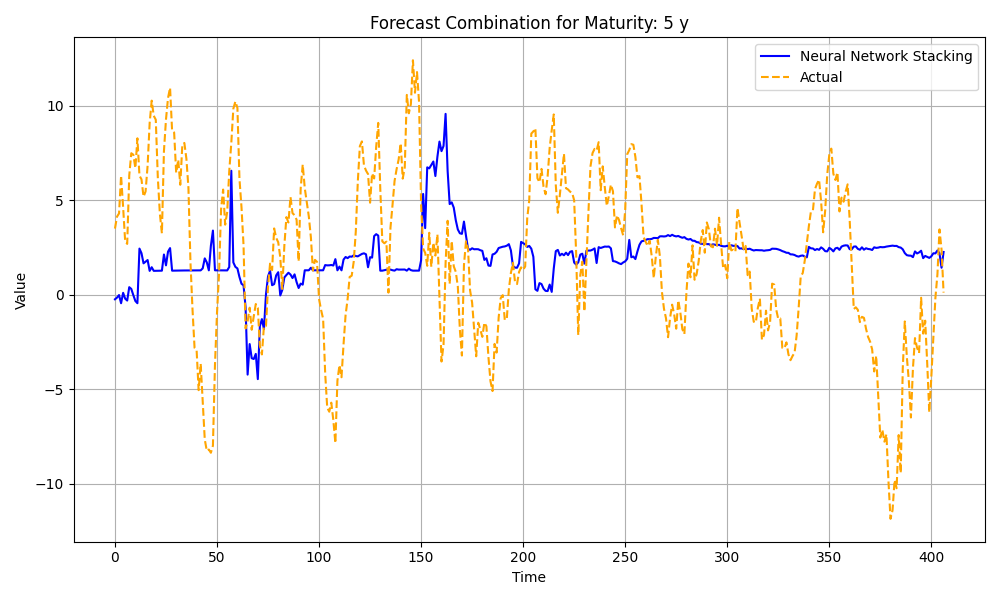 Forecast Combination for Maturity: 5 y
Neural Network Stacking
Actual
Value
10
5
0
−5
−10
0 50 100 150 200 250 300 350 400
Time